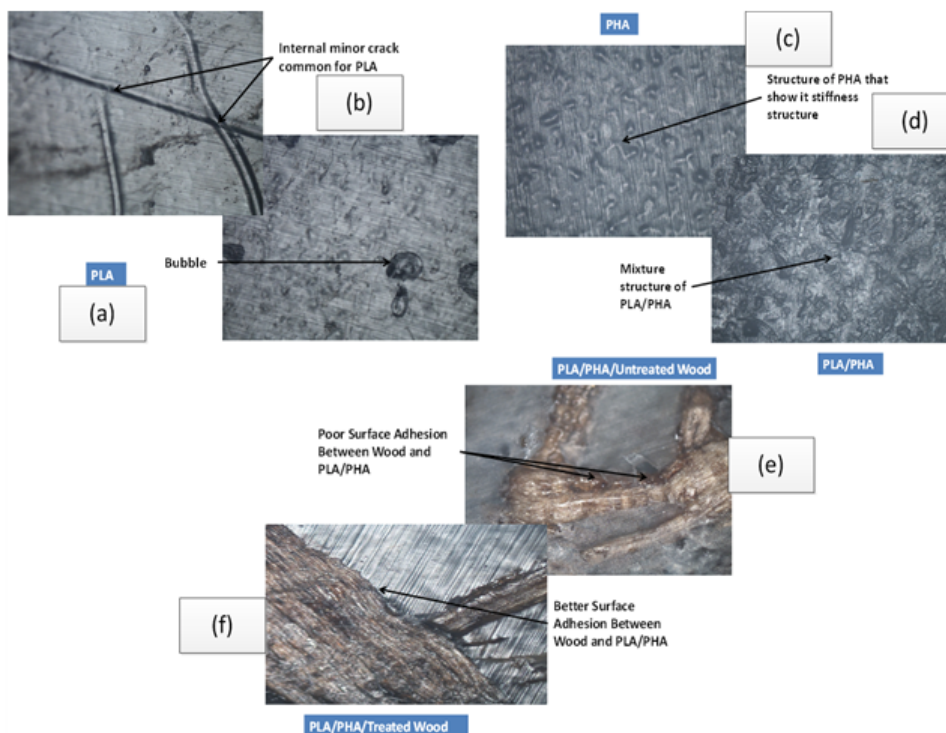 Internal minor crack
common for PLA
(b)
Bubble
PLA
(a)
PHA
(c)
Structure of PHA that
show it stiffness
structure
(d)
Mixture
structure of
PLA/PHA
PLA/PHA
PLA/PHA/Untreated Wood
Poor Surface Adhesion
Between Wood and
PLA/PHA
(e)
(f)
Better Surface
Adhesion Between
Wood and PLA/PHA
PLA/PHA/Treated Wood